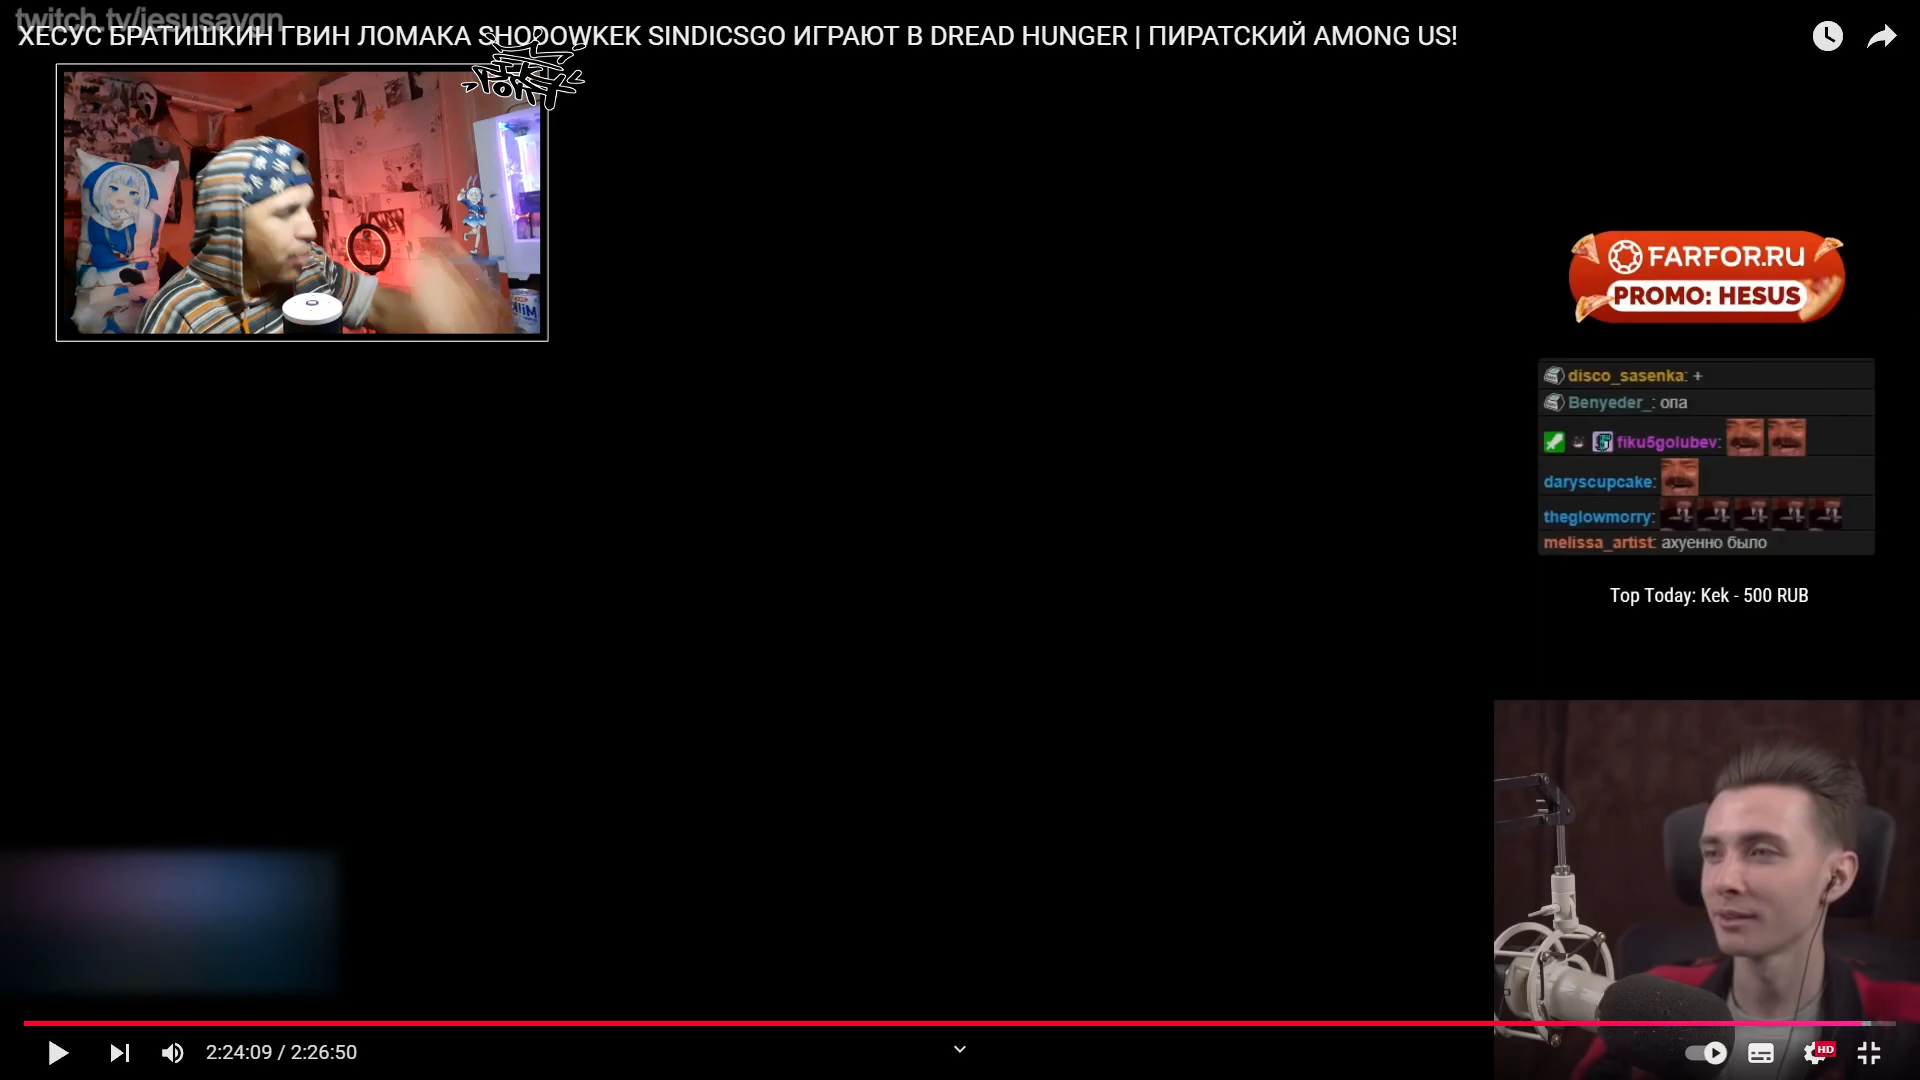 twitch.tv/jesusavgn
ХЕСУС БРАТИШКИН ГВИН ЛОМАКА SHODOWKEK SINDICSGO ИГРАЮТ В DREAD HUNGER | ПИРАТСКИЙ AMONG US!
FARFOR.RU
PROMO: HESUS
disco_sasenka: +
Benyeder_: опа
fiku5golubev:
daryscupcake:
theglowmorry:
melissa_artist: ахуенно было
Top Today: Kek - 500 RUB
2:24:09 / 2:26:50
HD